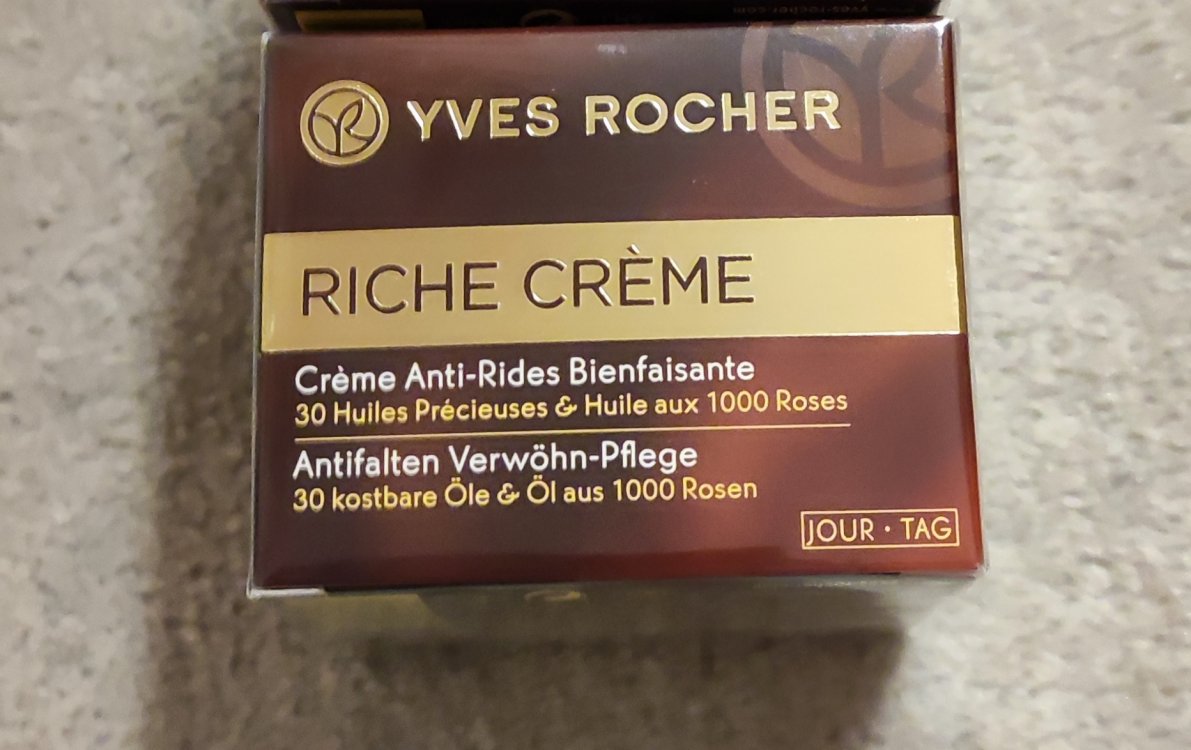 YVES ROCHER
RICHE CRÈME
Crème Anti-Rides Bienfaisante
30 Huiles Précieuses & Huile aux 1000 Roses
Antifalten Verwöhn-Pflege
30 kostbare Öle & Öl aus 1000 Rosen
JOUR • TAG